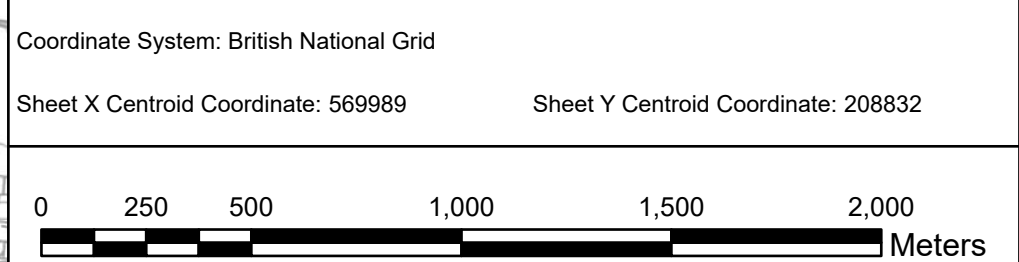 Coordinate System: British National Grid
Sheet X Centroid Coordinate: 569989 Sheet Y Centroid Coordinate: 208832
0 250 500 1,000 1,500 2,000
Meters